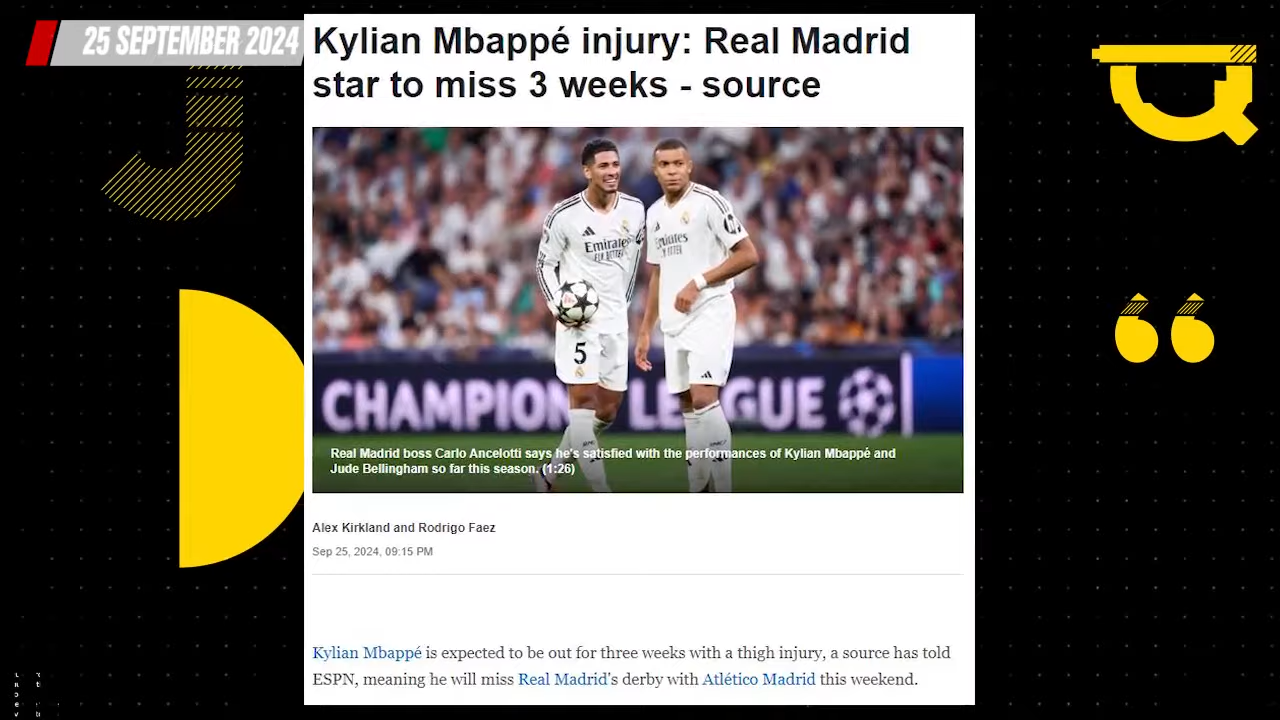 25 SEPTEMBER 2024
Kylian Mbappé injury: Real Madrid
star to miss 3 weeks - source
Emirates
FLY BETTER
5
CHAMPION LEAGUE
Real Madrid boss Carlo Ancelotti says he's satisfied with the performances of Kylian Mbappé and
Jude Bellingham so far this season. (1:26)
Alex Kirkland and Rodrigo Faez
Sep 25, 2024, 09:15 PM
Kylian Mbappé is expected to be out for three weeks with a thigh injury, a source has told
ESPN, meaning he will miss Real Madrid's derby with Atlético Madrid this weekend.